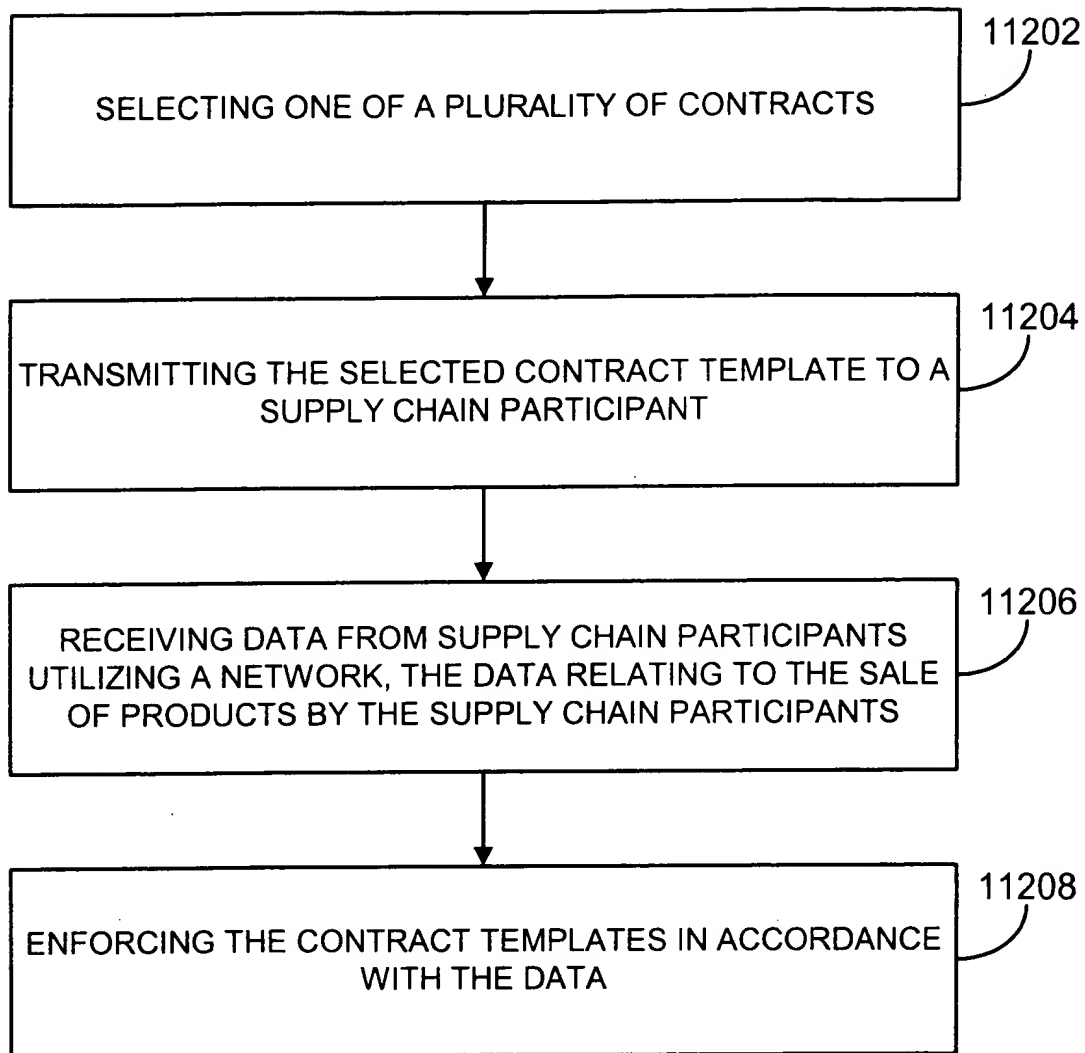 11202
SELECTING ONE OF A PLURALITY OF CONTRACTS
11204
TRANSMITTING THE SELECTED CONTRACT TEMPLATE TO A
SUPPLY CHAIN PARTICIPANT
11206
RECEIVING DATA FROM SUPPLY CHAIN PARTICIPANTS
UTILIZING A NETWORK, THE DATA RELATING TO THE SALE
OF PRODUCTS BY THE SUPPLY CHAIN PARTICIPANTS
11208
ENFORCING THE CONTRACT TEMPLATES IN ACCORDANCE
WITH THE DATA